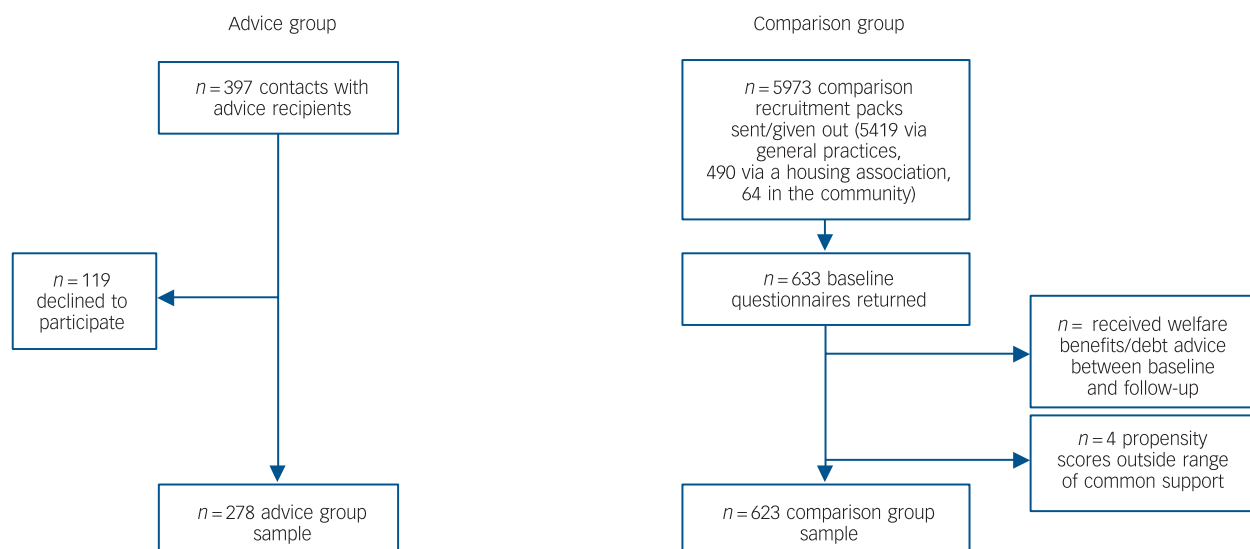 Advice group
n=397 contacts with
advice recipients
n=119
declined to
participate
n=278 advice group
sample
Comparison group
n=5973 comparison
recruitment packs
sent/given out (5419 via
general practices,
490 via a housing association,
64 in the community)
n=633 baseline
questionnaires returned
n= received welfare
benefits/debt advice
between baseline
and follow-up
n=4 propensity
scores outside range
of common support
n=623 comparison group
sample